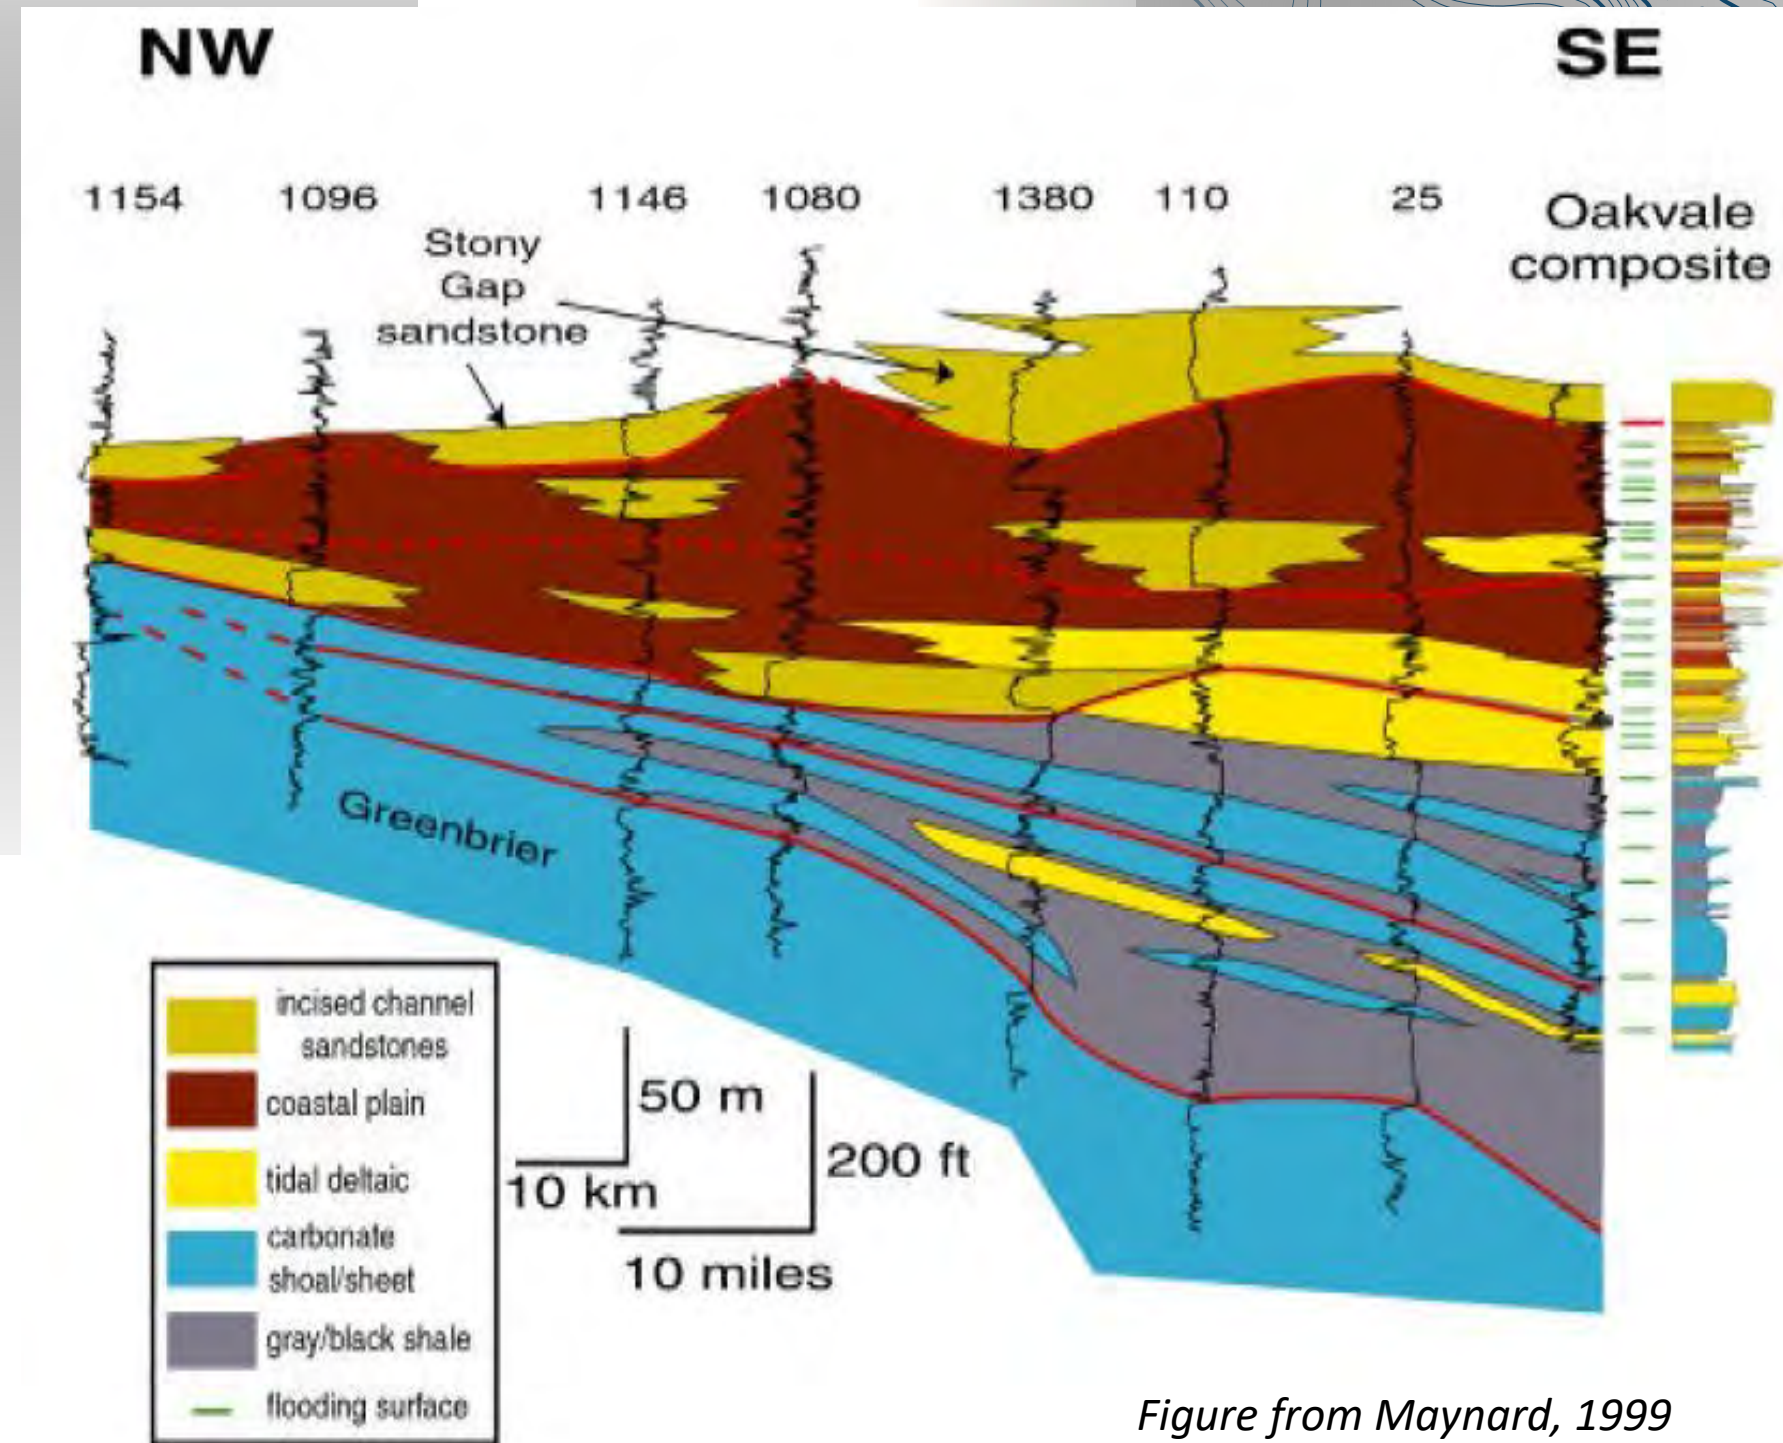 NW
SE
1154 1096 1146 1080 1380 110 25
Oakvale
composite
Stony
Gap
sandstone
Greenbrier
incised channel
sandstones
coastal plain
tidal deltaic
carbonate
shoal/sheet
gray/black shale
flooding surface
50 m
10 km
200 ft
10 miles
Figure from Maynard, 1999